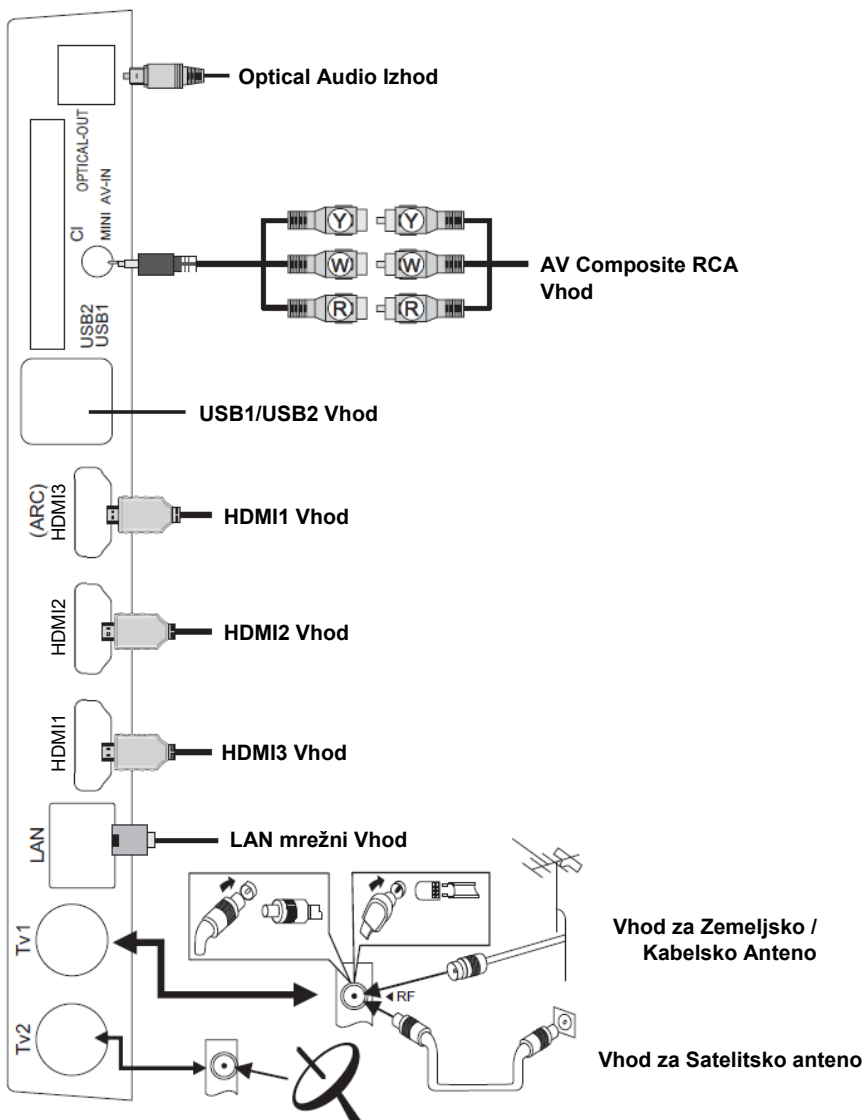 OPTICAL-OUT
Optical Audio Izhod
CI
MINI AV-IN
Y
Y
W
W
R
R
AV Composite RCA
Vhod
USB2
USB1
USB1/USB2 Vhod
(ARC)
HDMI3
HDMI1 Vhod
HDMI2
HDMI2 Vhod
HDMI1
HDMI3 Vhod
LAN
LAN mrežni Vhod
Tv1
RF
Vhod za Zemeljsko /
Kabelsko Anteno
Tv2
Vhod za Satelitsko anteno